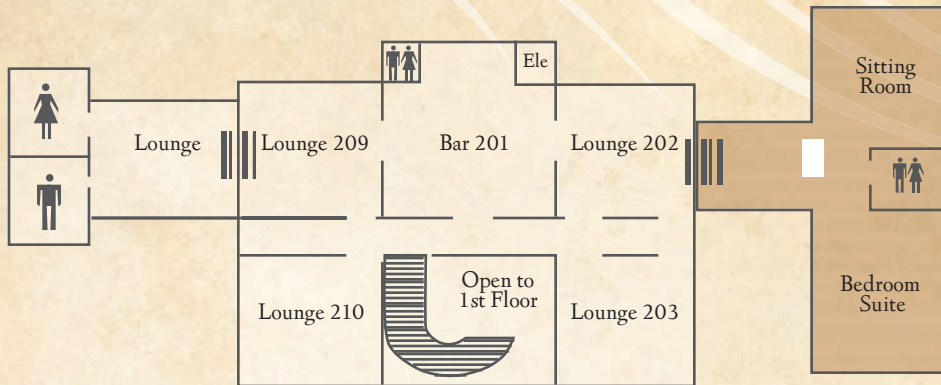 Ele
Sitting
Room
Lounge
Lounge 209
Bar 201
Lounge 202
Open to
1st Floor
Lounge 210
Lounge 203
Bedroom
Suite